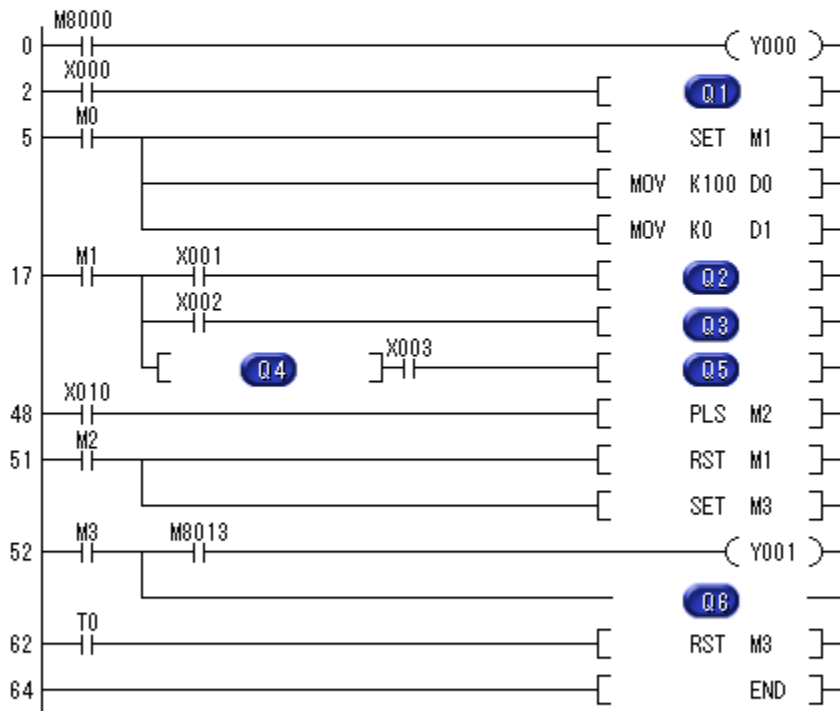 M8000
0 Y000
X000
2 Q1
M0
5 SET M1
MOV K100 D0
MOV K0 D1
M1 X001
17 Q2
X002
Q3
X003
Q4 Q5
X010
48 PLS M2
M2
51 RST M1
SET M3
M3 M8013
52 Y001
Q6
T0
62 RST M3
64 END